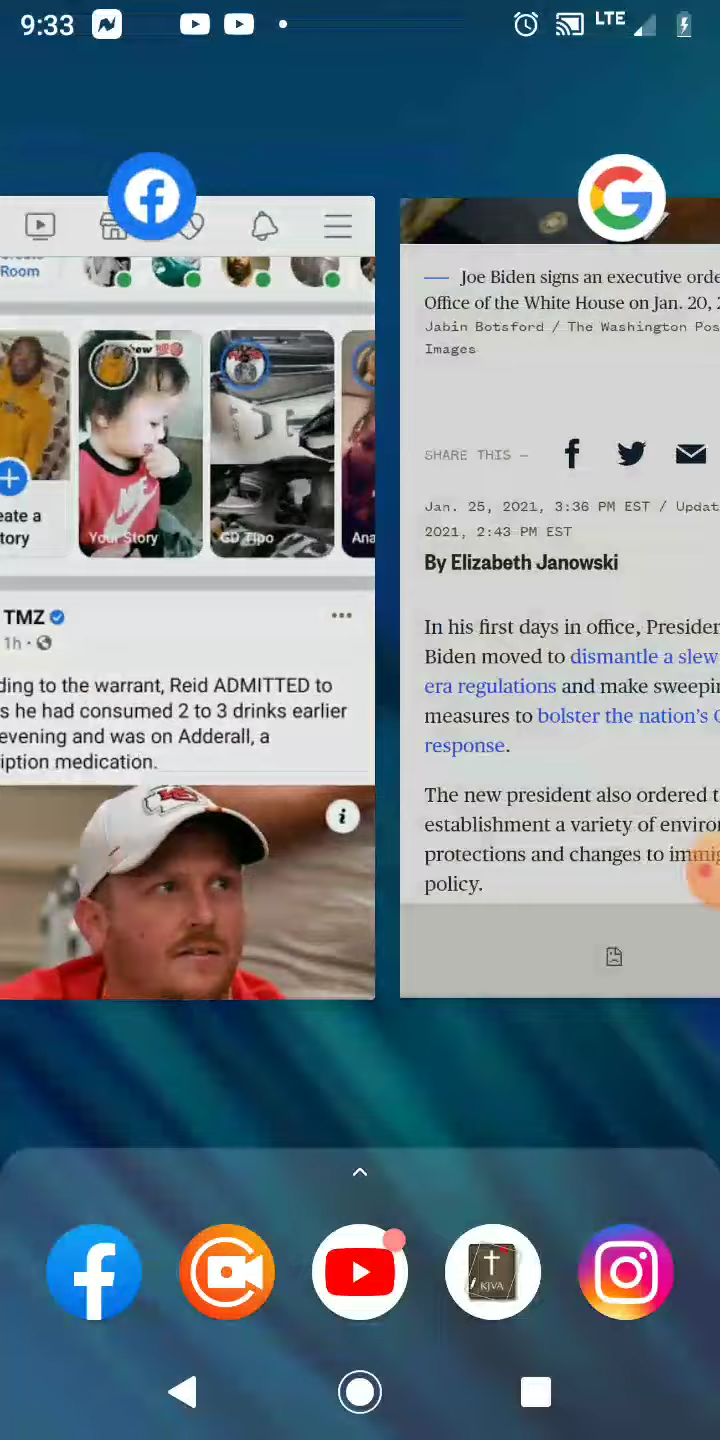 9:33
LTE
Room
eate a
tory
Your Story
GD Tipo
Ana
TMZ
1h ·
ding to the warrant, Reid ADMITTED to
s he had consumed 2 to 3 drinks earlier
evening and was on Adderall, a
iption medication.
Joe Biden signs an executive orde
Office of the White House on Jan. 20, 2
Jabin Botsford / The Washington Pos
Images
SHARE THIS —
Jan. 25, 2021, 3:36 PM EST / Updat
2021, 2:43 PM EST
By Elizabeth Janowski
In his first days in office, Presider
Biden moved to dismantle a slew
era regulations and make sweepin
measures to bolster the nation's C
response.
The new president also ordered t
establishment a variety of enviro
protections and changes to immig
policy.
KJVA